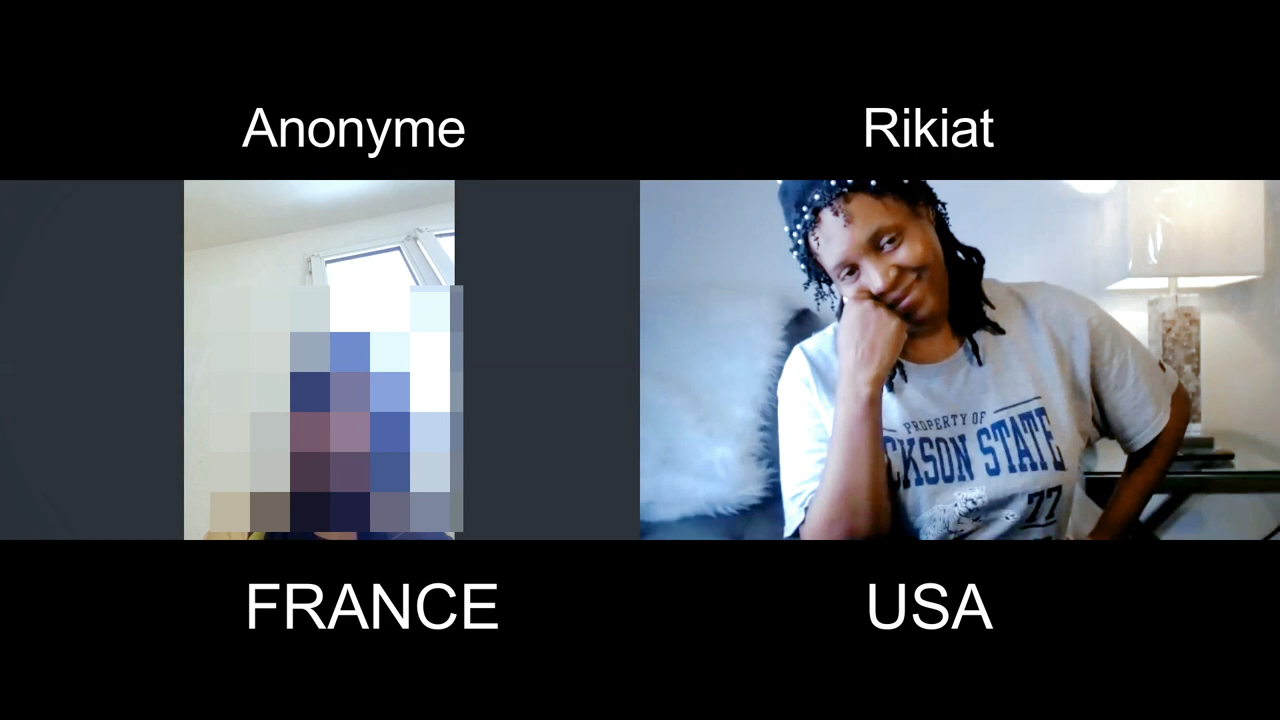 Anonyme
Rikiat
PROPERTY OF
CKSON STATE
77
FRANCE
USA